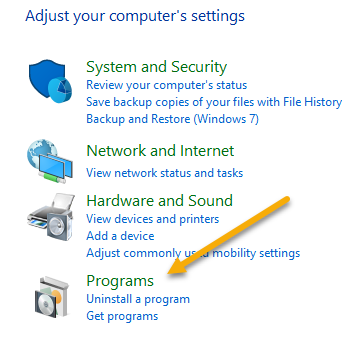 Adjust your computer's settings
System and Security
Review your computer's status
Save backup copies of your files with File History
Backup and Restore (Windows 7)
Network and Internet
View network status and tasks
Hardware and Sound
View devices and printers
Add a device
Adjust commonly used mobility settings
Programs
Uninstall a program
Get programs